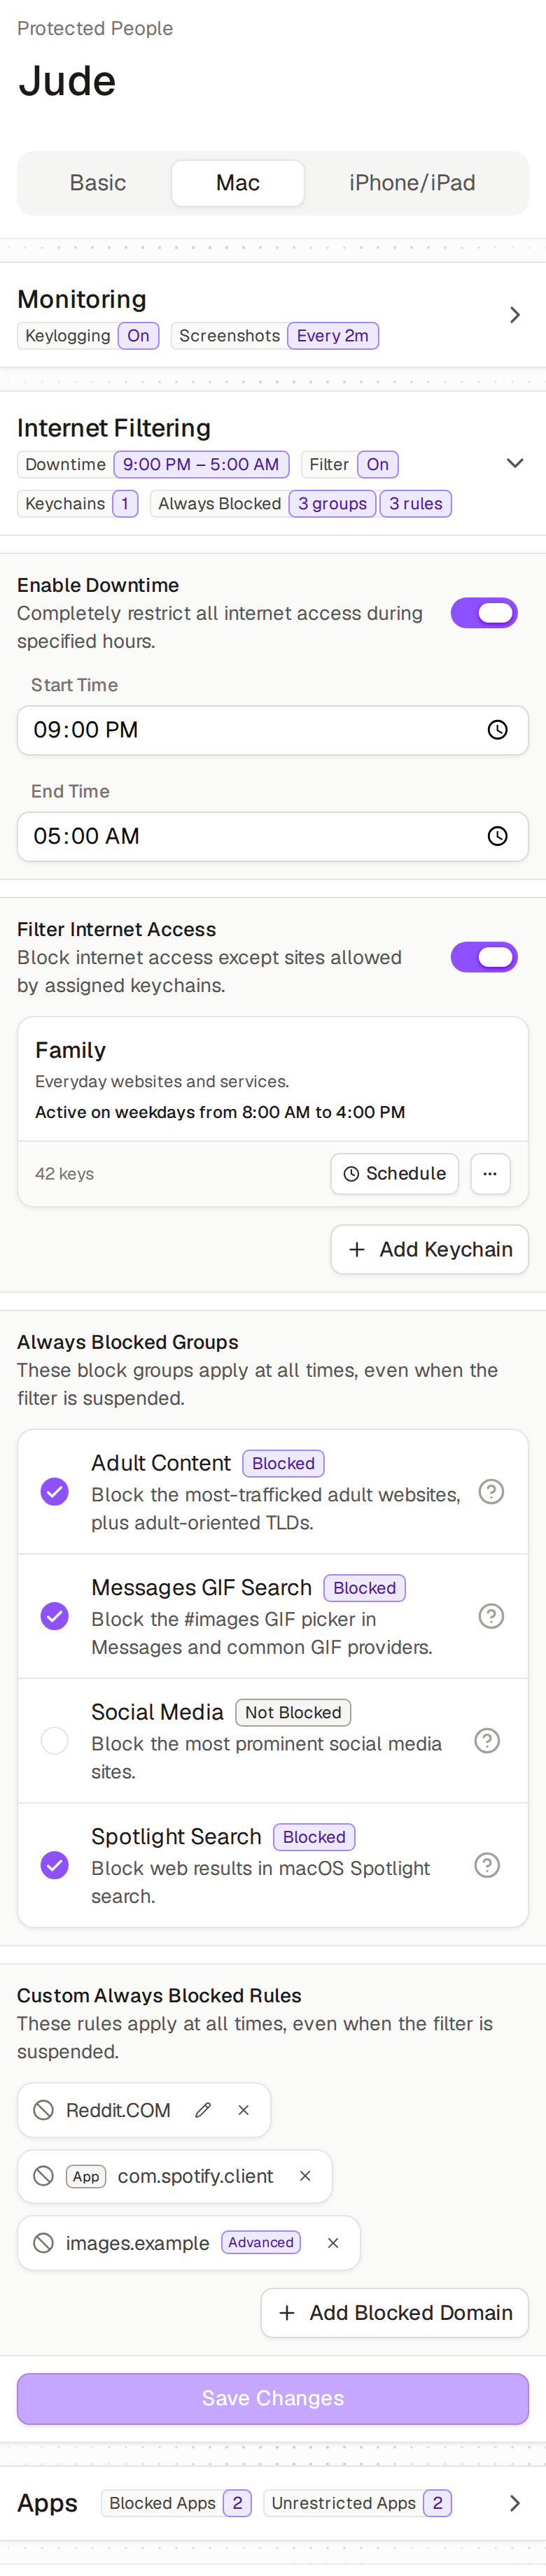 Protected People
Jude
Basic Mac iPhone/iPad
Monitoring
Keylogging On Screenshots Every 2m
Internet Filtering
Downtime 9:00 PM – 5:00 AM Filter On
Keychains 1 Always Blocked 3 groups 3 rules
Enable Downtime
Completely restrict all internet access during
specified hours.
Start Time
09:00 PM
End Time
05:00 AM
Filter Internet Access
Block internet access except sites allowed
by assigned keychains.
Family
Everyday websites and services.
Active on weekdays from 8:00 AM to 4:00 PM
42 keys Schedule
Add Keychain
Always Blocked Groups
These block groups apply at all times, even when the
filter is suspended.
Adult Content Blocked
Block the most-trafficked adult websites,
plus adult-oriented TLDs.
Messages GIF Search Blocked
Block the #images GIF picker in
Messages and common GIF providers.
Social Media Not Blocked
Block the most prominent social media
sites.
Spotlight Search Blocked
Block web results in macOS Spotlight
search.
Custom Always Blocked Rules
These rules apply at all times, even when the filter is
suspended.
Reddit.COM
App com.spotify.client
images.example Advanced
Add Blocked Domain
Save Changes
Apps Blocked Apps 2 Unrestricted Apps 2